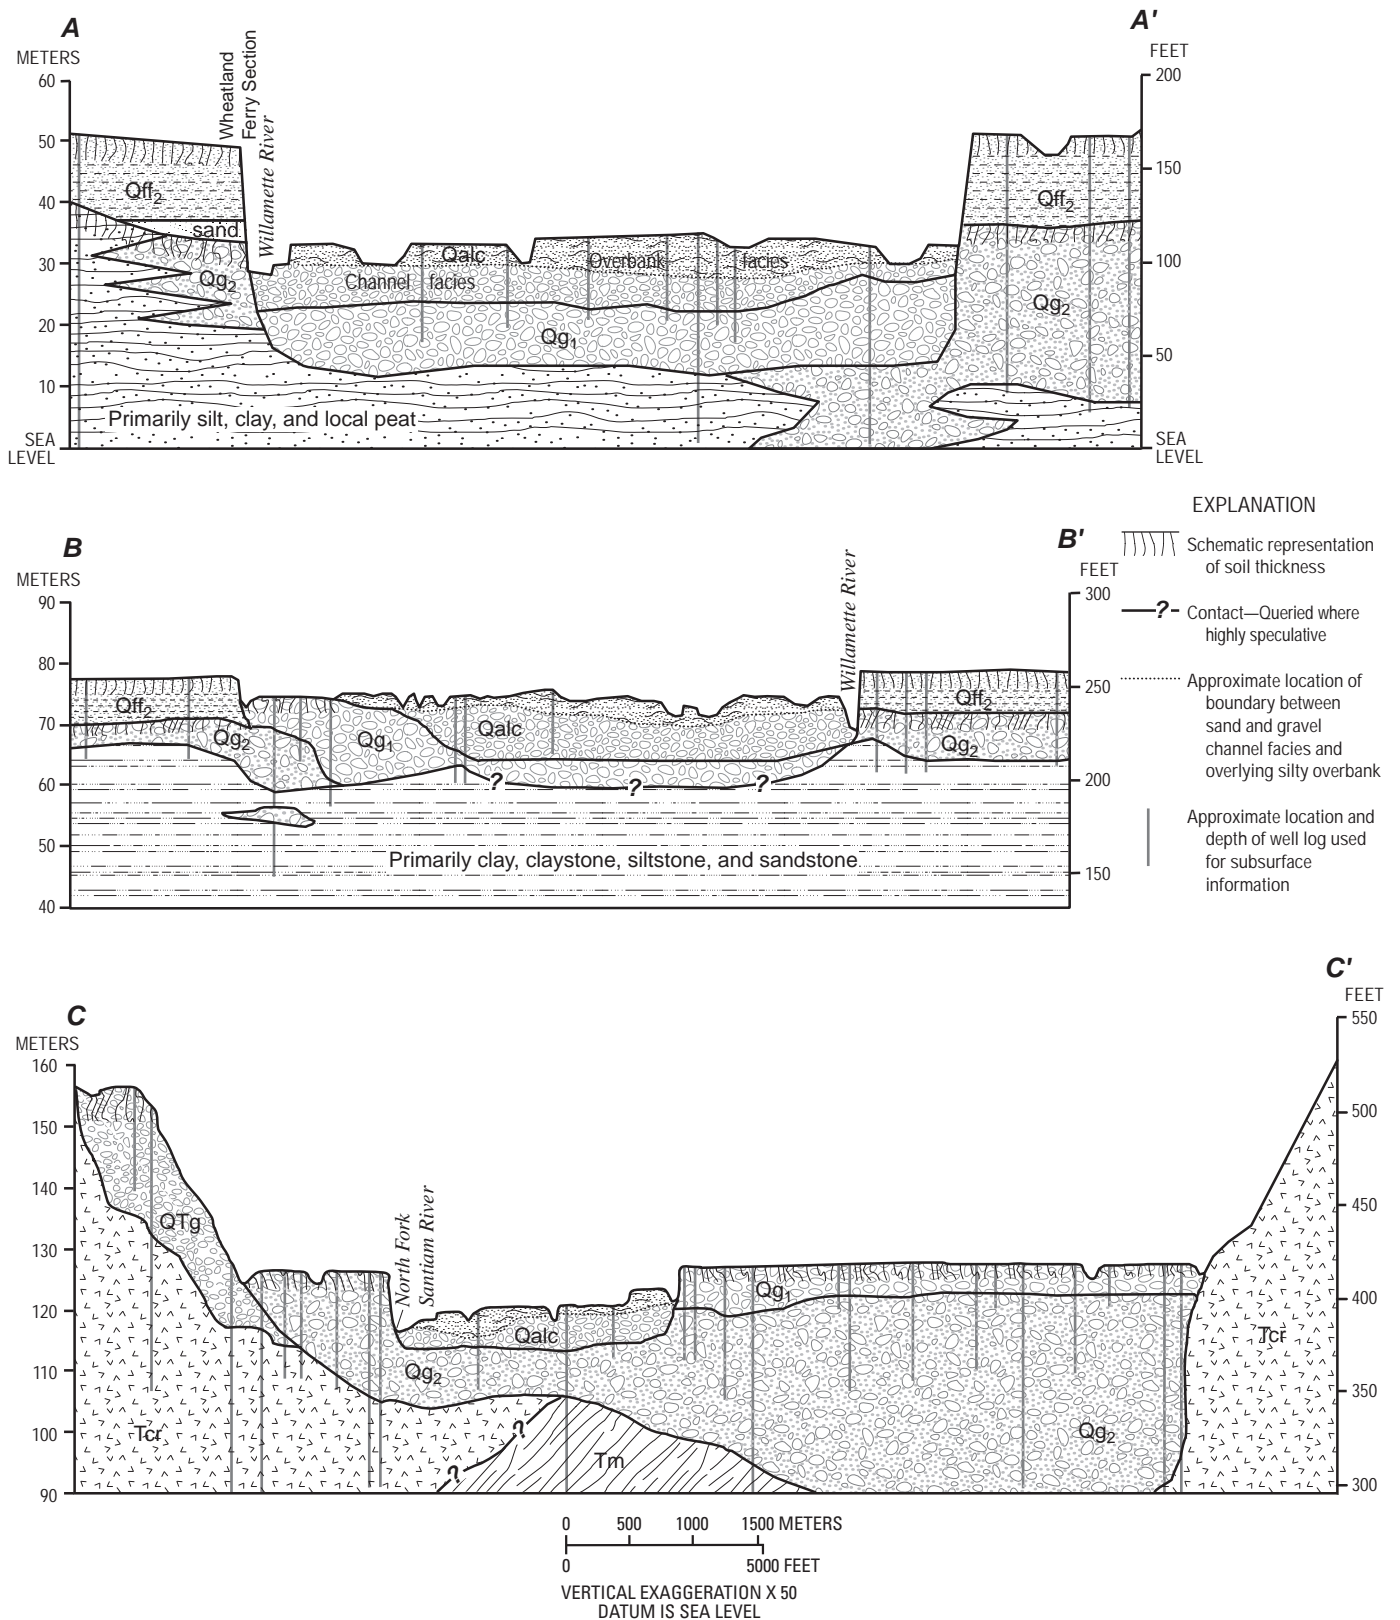 A
A'
METERS
FEET
Wheatland
Ferry Section
Willamette River
60
50
40
30
20
10
SEA
LEVEL
200
150
100
50
SEA
LEVEL
Qff2
sand
Qg2
Qalc
Overbank facies
Channel facies
Qg1
Qff2
Qg2
Primarily silt, clay, and local peat
B
B'
METERS
FEET
Willamette River
90
80
70
60
50
40
300
250
200
150
Qff2
Qg2
Qg1
Qalc
Qff2
Qg2
? ? ?
Primarily clay, claystone, siltstone, and sandstone
EXPLANATION
Schematic representation
of soil thickness
?
Contact—Queried where
highly speculative
Approximate location of
boundary between
sand and gravel
channel facies and
overlying silty overbank
Approximate location and
depth of well log used
for subsurface
information
C
C'
METERS
FEET
North Fork
Santiam River
160
150
140
130
120
110
100
90
550
500
450
400
350
300
QTg
Qg1
Qalc
Tcr
Qg2
?
?
Tcr
Tm
Qg2
0 500 1000 1500 METERS
0 5000 FEET
VERTICAL EXAGGERATION X 50
DATUM IS SEA LEVEL